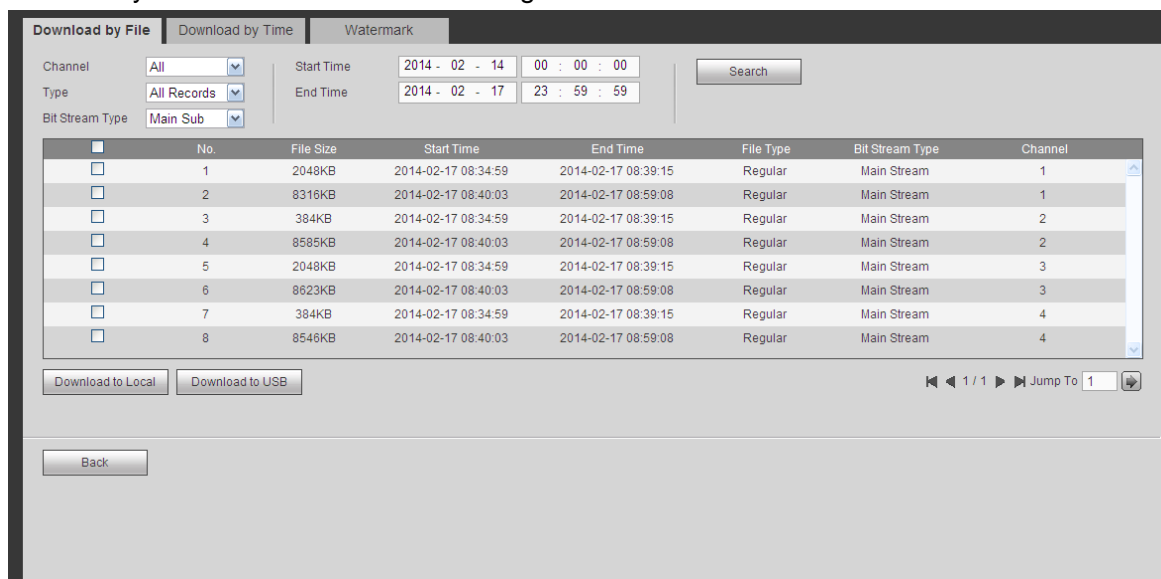 Download by File Download by Time Watermark
Channel All Start Time 2014 - 02 - 14 00 : 00 : 00 Search
Type All Records End Time 2014 - 02 - 17 23 : 59 : 59
Bit Stream Type Main Sub
No. File Size Start Time End Time File Type Bit Stream Type Channel
1 2048KB 2014-02-17 08:34:59 2014-02-17 08:39:15 Regular Main Stream 1
2 8316KB 2014-02-17 08:40:03 2014-02-17 08:59:08 Regular Main Stream 1
3 384KB 2014-02-17 08:34:59 2014-02-17 08:39:15 Regular Main Stream 2
4 8585KB 2014-02-17 08:40:03 2014-02-17 08:59:08 Regular Main Stream 2
5 2048KB 2014-02-17 08:34:59 2014-02-17 08:39:15 Regular Main Stream 3
6 8623KB 2014-02-17 08:40:03 2014-02-17 08:59:08 Regular Main Stream 3
7 384KB 2014-02-17 08:34:59 2014-02-17 08:39:15 Regular Main Stream 4
8 8546KB 2014-02-17 08:40:03 2014-02-17 08:59:08 Regular Main Stream 4
Download to Local Download to USB 1 / 1 Jump To 1
Back